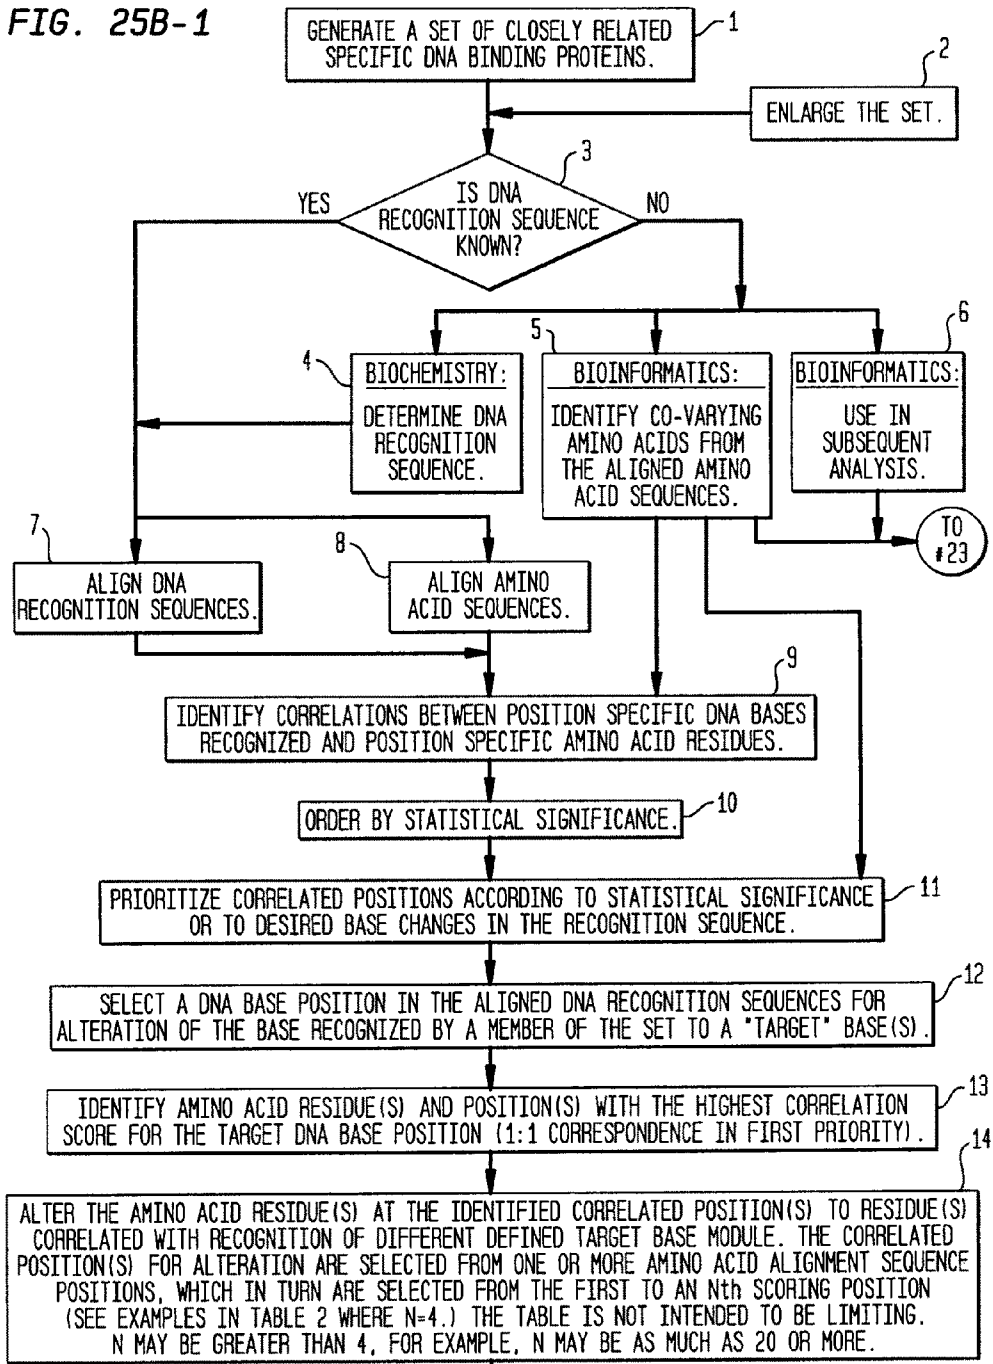 FIG. 25B-1
GENERATE A SET OF CLOSELY RELATED
SPECIFIC DNA BINDING PROTEINS.
1
2
ENLARGE THE SET.
3
IS DNA
RECOGNITION SEQUENCE
KNOWN?
YES
NO
4
BIOCHEMISTRY:
DETERMINE DNA
RECOGNITION
SEQUENCE.
5
BIOINFORMATICS:
IDENTIFY CO-VARYING
AMINO ACIDS FROM
THE ALIGNED AMINO
ACID SEQUENCES.
6
BIOINFORMATICS:
USE IN
SUBSEQUENT
ANALYSIS.
TO
#23
7
ALIGN DNA
RECOGNITION SEQUENCES.
8
ALIGN AMINO
ACID SEQUENCES.
9
IDENTIFY CORRELATIONS BETWEEN POSITION SPECIFIC DNA BASES
RECOGNIZED AND POSITION SPECIFIC AMINO ACID RESIDUES.
10
ORDER BY STATISTICAL SIGNIFICANCE.
11
PRIORITIZE CORRELATED POSITIONS ACCORDING TO STATISTICAL SIGNIFICANCE
OR TO DESIRED BASE CHANGES IN THE RECOGNITION SEQUENCE.
12
SELECT A DNA BASE POSITION IN THE ALIGNED DNA RECOGNITION SEQUENCES FOR
ALTERATION OF THE BASE RECOGNIZED BY A MEMBER OF THE SET TO A "TARGET" BASE(S).
13
IDENTIFY AMINO ACID RESIDUE(S) AND POSITION(S) WITH THE HIGHEST CORRELATION
SCORE FOR THE TARGET DNA BASE POSITION (1:1 CORRESPONDENCE IN FIRST PRIORITY).
14
ALTER THE AMINO ACID RESIDUE(S) AT THE IDENTIFIED CORRELATED POSITION(S) TO RESIDUE(S)
CORRELATED WITH RECOGNITION OF DIFFERENT DEFINED TARGET BASE MODULE. THE CORRELATED
POSITION(S) FOR ALTERATION ARE SELECTED FROM ONE OR MORE AMINO ACID ALIGNMENT SEQUENCE
POSITIONS, WHICH IN TURN ARE SELECTED FROM THE FIRST TO AN Nth SCORING POSITION
(SEE EXAMPLES IN TABLE 2 WHERE N=4.) THE TABLE IS NOT INTENDED TO BE LIMITING.
N MAY BE GREATER THAN 4, FOR EXAMPLE, N MAY BE AS MUCH AS 20 OR MORE.